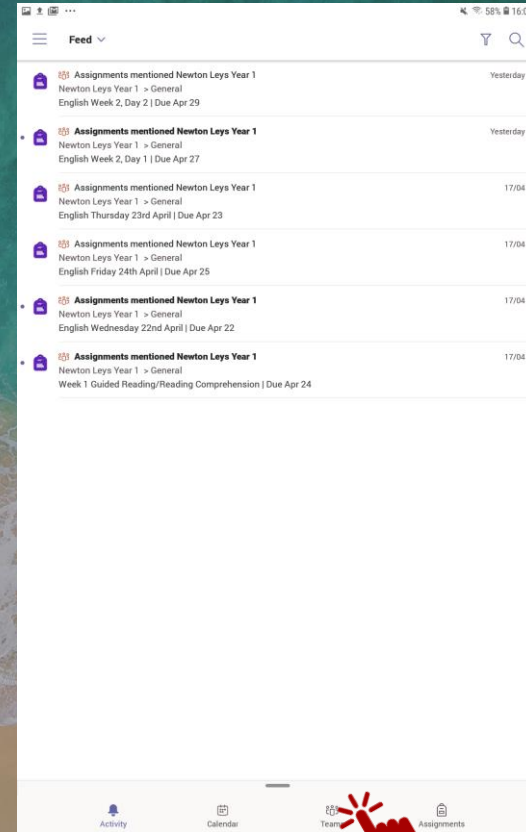 58% 16:0
Feed
Assignments mentioned Newton Leys Year 1 Yesterday
Newton Leys Year 1 > General
English Week 2, Day 2 | Due Apr 29
Assignments mentioned Newton Leys Year 1 Yesterday
Newton Leys Year 1 > General
English Week 2, Day 1 | Due Apr 27
Assignments mentioned Newton Leys Year 1 17/04
Newton Leys Year 1 > General
English Thursday 23rd April | Due Apr 23
Assignments mentioned Newton Leys Year 1 17/04
Newton Leys Year 1 > General
English Friday 24th April | Due Apr 25
Assignments mentioned Newton Leys Year 1 17/04
Newton Leys Year 1 > General
English Wednesday 22nd April | Due Apr 22
Assignments mentioned Newton Leys Year 1 17/04
Newton Leys Year 1 > General
Week 1 Guided Reading/Reading Comprehension | Due Apr 24
Activity Calendar Team Assignments